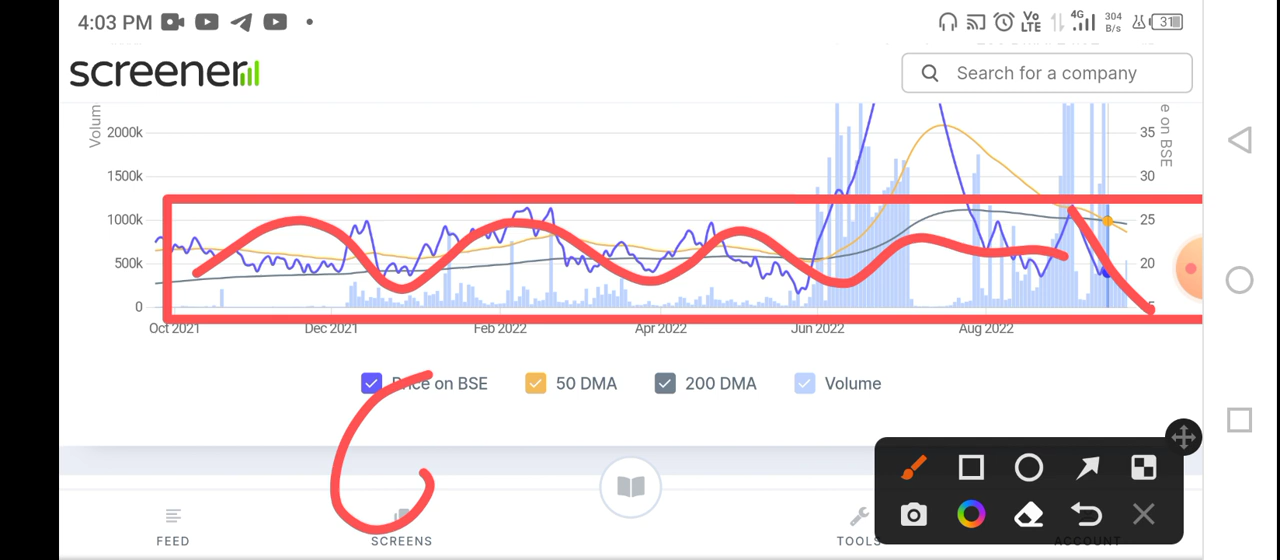 4:03 PM Vo LTE 4G 304 B/s 31
screener Search for a company
Volum
2000k 35
1500k 30
1000k 25
500k 20
0
e on BSE
Oct 2021 Dec 2021 Feb 2022 Apr 2022 Jun 2022 Aug 2022
Price on BSE 50 DMA 200 DMA Volume
FEED SCREENS TOOLS ACCOUNT